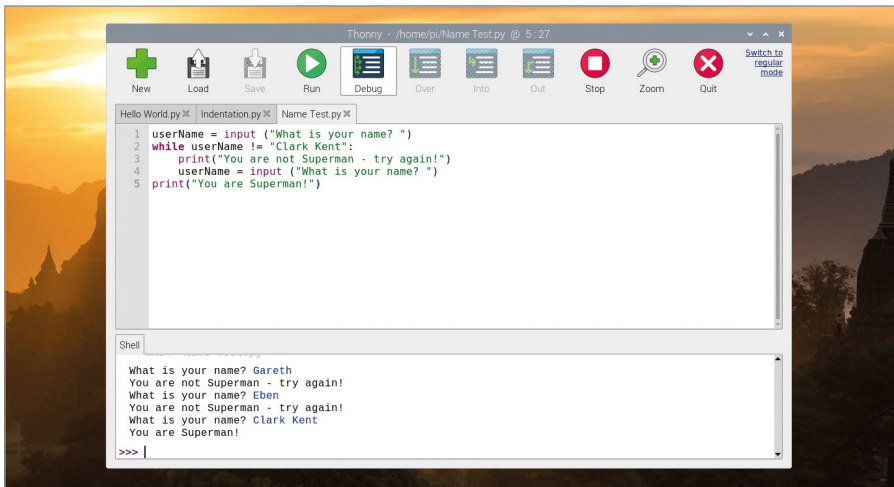 Thonny - /home/pi/Name Test.py @ 5 : 27
New Load Save Run Debug Over Into Out Stop Zoom Quit
Switch to
regular
mode
Hello World.py Indentation.py Name Test.py
1 userName = input ("What is your name? ")
2 while userName != "Clark Kent":
3     print("You are not Superman - try again!")
4     userName = input ("What is your name? ")
5 print("You are Superman!")
Shell
What is your name? Gareth
You are not Superman - try again!
What is your name? Eben
You are not Superman - try again!
What is your name? Clark Kent
You are Superman!
>>>